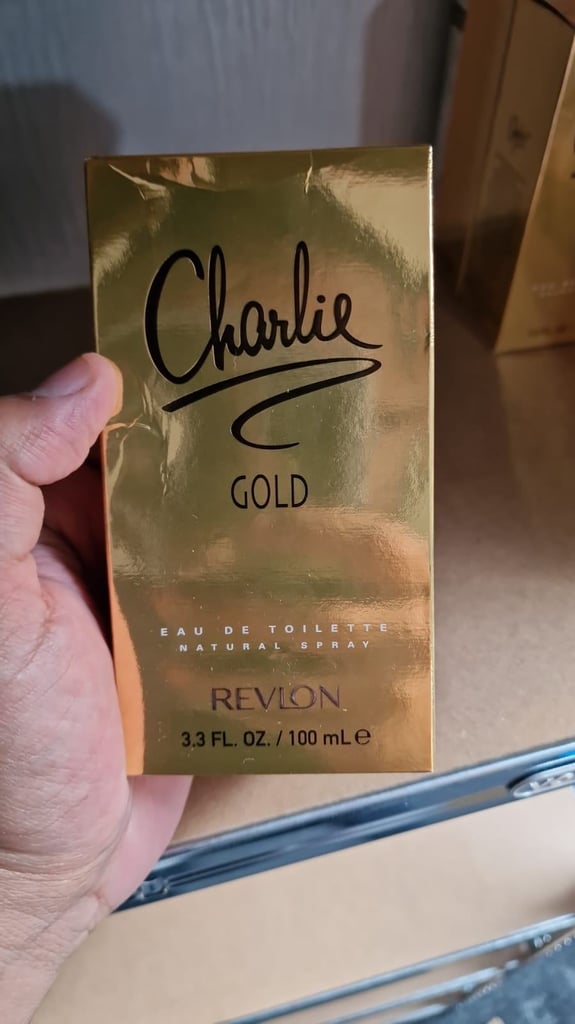 Charlie
GOLD
EAU DE TOILETTE
NATURAL SPRAY
REVLON
3.3 FL. OZ. / 100 mL ℮